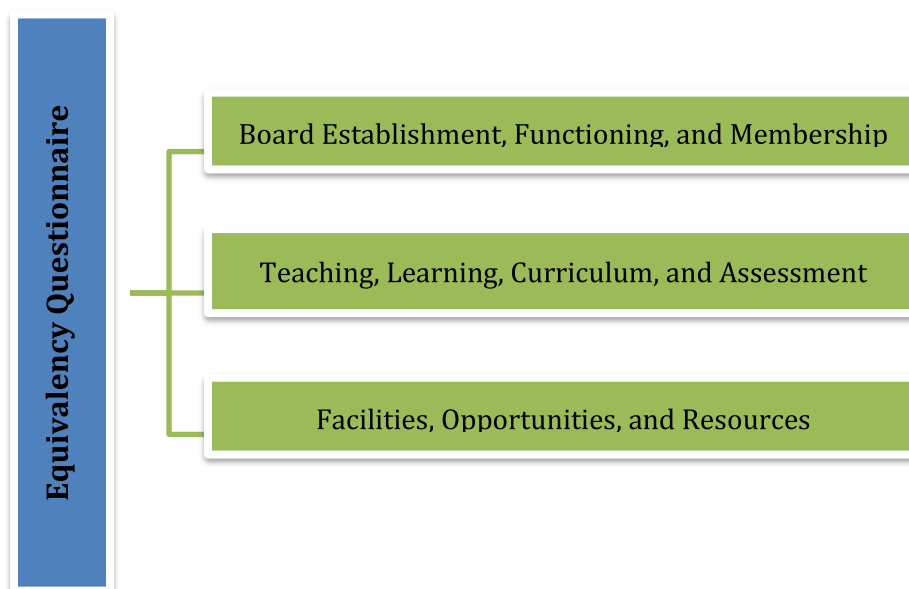 Equivalency Questionnaire
Board Establishment, Functioning, and Membership
Teaching, Learning, Curriculum, and Assessment
Facilities, Opportunities, and Resources